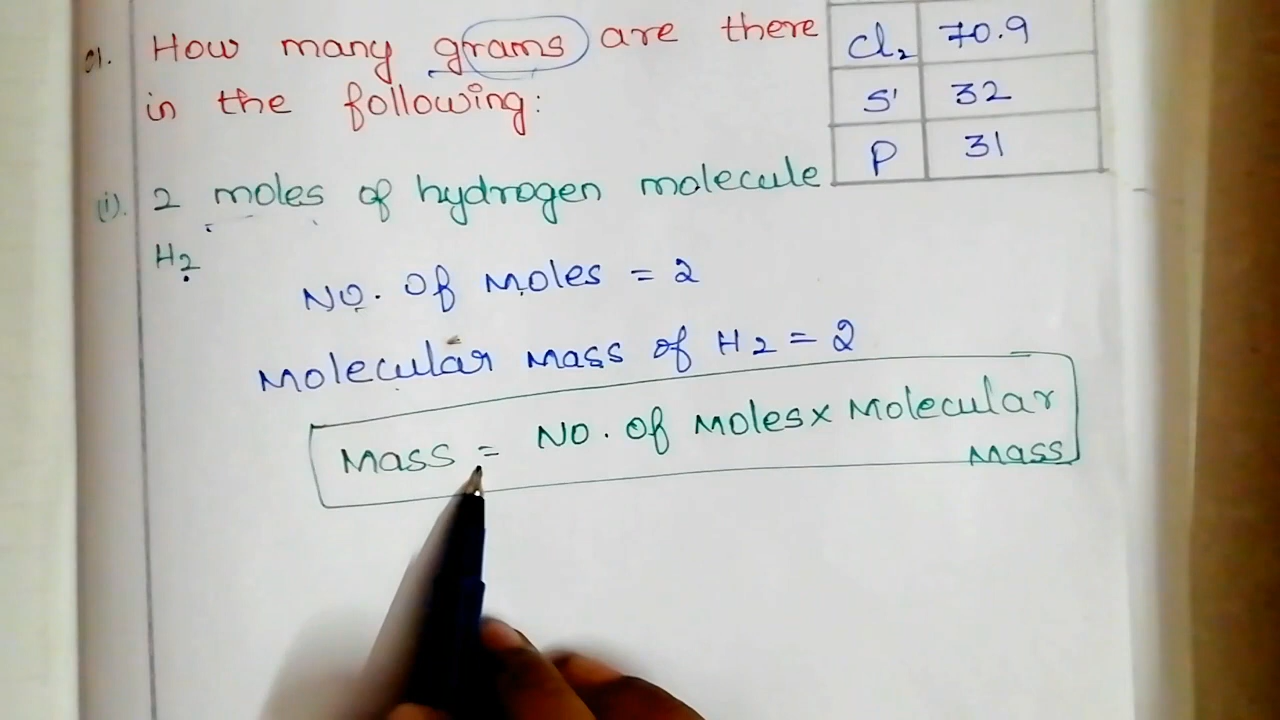 Q1. How many grams are there
in the following:
(i). 2 moles of hydrogen molecule
H2
NO. Of Moles = 2
Molecular Mass of H2 = 2
Mass = NO. Of Moles x Molecular
Mass
Cl2 70.9
S 32
P 31